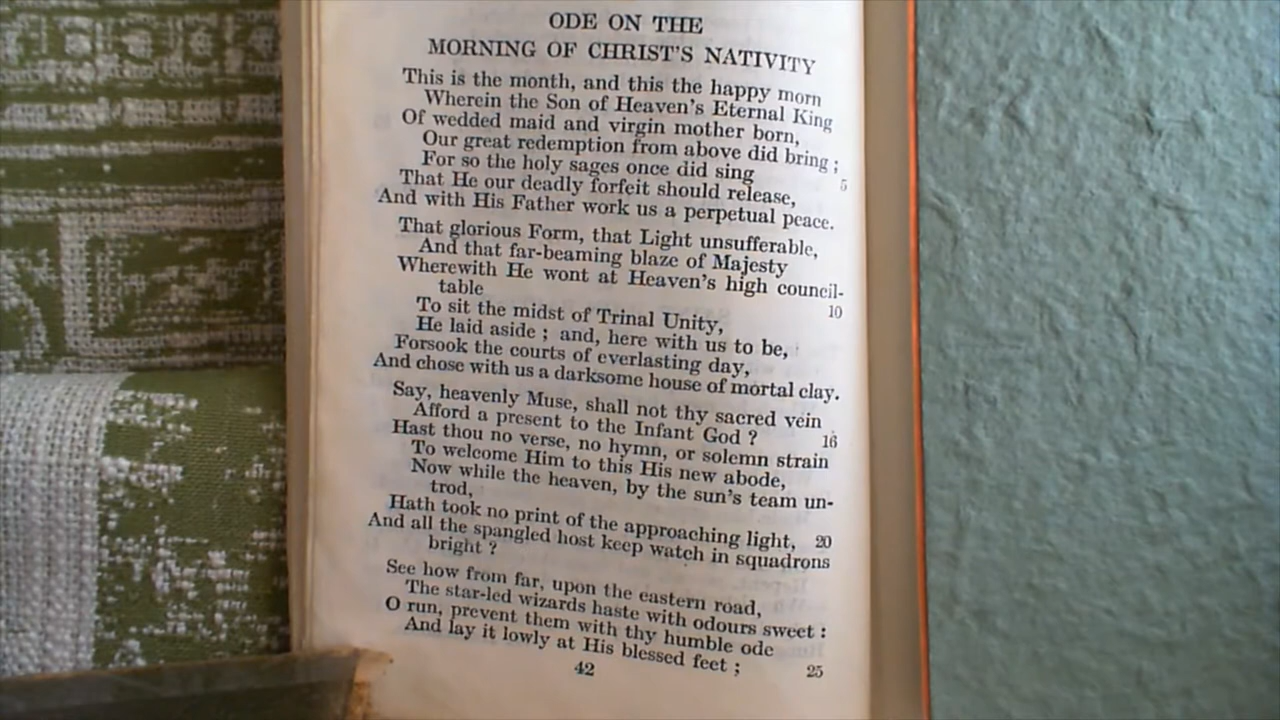 ODE ON THE
MORNING OF CHRIST'S NATIVITY
This is the month, and this the happy morn
Wherein the Son of Heaven's Eternal King
Of wedded maid and virgin mother born,
Our great redemption from above did bring ;
For so the holy sages once did sing 5
That He our deadly forfeit should release,
And with His Father work us a perpetual peace.
That glorious Form, that Light unsufferable,
And that far-beaming blaze of Majesty
Wherewith He wont at Heaven's high council-
table 10
To sit the midst of Trinal Unity,
He laid aside ; and, here with us to be,
Forsook the courts of everlasting day,
And chose with us a darksome house of mortal clay.
Say, heavenly Muse, shall not thy sacred vein
Afford a present to the Infant God ? 16
Hast thou no verse, no hymn, or solemn strain
To welcome Him to this His new abode,
Now while the heaven, by the sun's team un-
trod,
Hath took no print of the approaching light, 20
And all the spangled host keep watch in squadrons
bright ?
See how from far, upon the eastern road,
The star-led wizards haste with odours sweet :
O run, prevent them with thy humble ode
And lay it lowly at His blessed feet ; 25
42